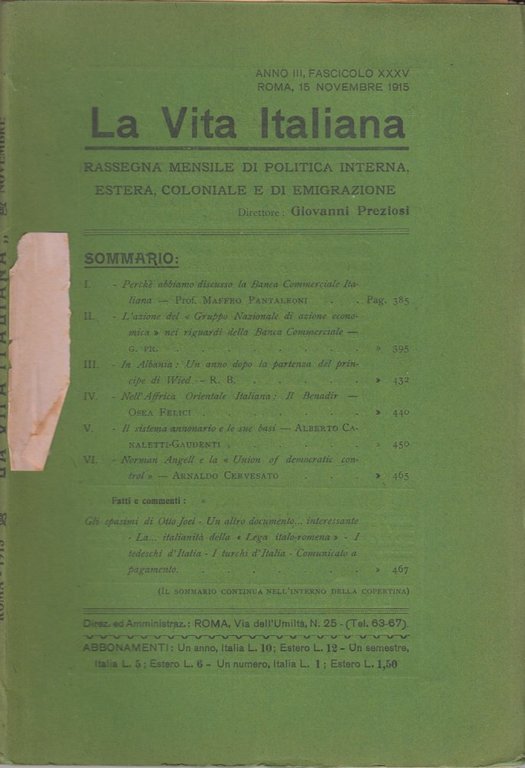 ANNO III, FASCICOLO XXXV
ROMA, 15 NOVEMBRE 1915
La Vita Italiana
RASSEGNA MENSILE DI POLITICA INTERNA,
ESTERA, COLONIALE E DI EMIGRAZIONE
Direttore: Giovanni Preziosi
SOMMARIO:
I. - Perchè abbiamo discusso la Banca Commerciale Ita-
liana — Prof. MAFFEO PANTALEONI . . Pag. 385
II. - L'azione del « Gruppo Nazionale di azione econo-
mica » nei riguardi della Banca Commerciale —
G. PR. . . . . . . . . » 395
III. - In Albania: Un anno dopo la partenza del prin-
cipe di Wied — R. B. . . . . . » 432
IV. - Nell'Affrica Orientale Italiana: Il Benadir —
OSEA FELICI . . . . . . . » 440
V. - Il sistema annonario e le sue basi — ALBERTO CA-
NALETTI-GAUDENTI . . . . . » 450
VI. - Norman Angell e la « Union of democratic con-
trol » — ARNALDO CERVESATO . . . » 465
Fatti e commenti:
Gli spasimi di Otto Joel - Un altro documento... interessante
- La... italianità della « Lega italo-romena » - I
tedeschi d'Italia - I turchi d'Italia - Comunicato a
pagamento. . . . . . . . » 467
(IL SOMMARIO CONTINUA NELL'INTERNO DELLA COPERTINA)
Direz. ed Amministraz.: ROMA, Via dell'Umiltà, N. 25 - (Tel. 63-67).
ABBONAMENTI: Un anno, Italia L. 10; Estero L. 12 - Un semestre,
Italia L. 5; Estero L. 6 - Un numero, Italia L. 1; Estero L. 1,50
ROMA - 1915 LA VITA ITALIANA „ NOVEMBRE